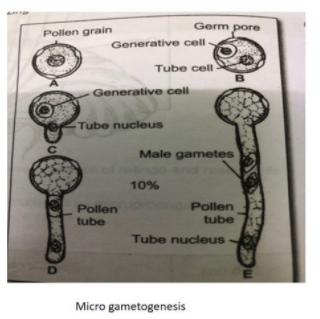 Pollen grain
Germ pore
Generative cell
Tube cell
A
B
Generative cell
Tube nucleus
C
Male gametes
10%
Pollen
tube
Pollen
tube
Tube nucleus
D
E
Micro gametogenesis